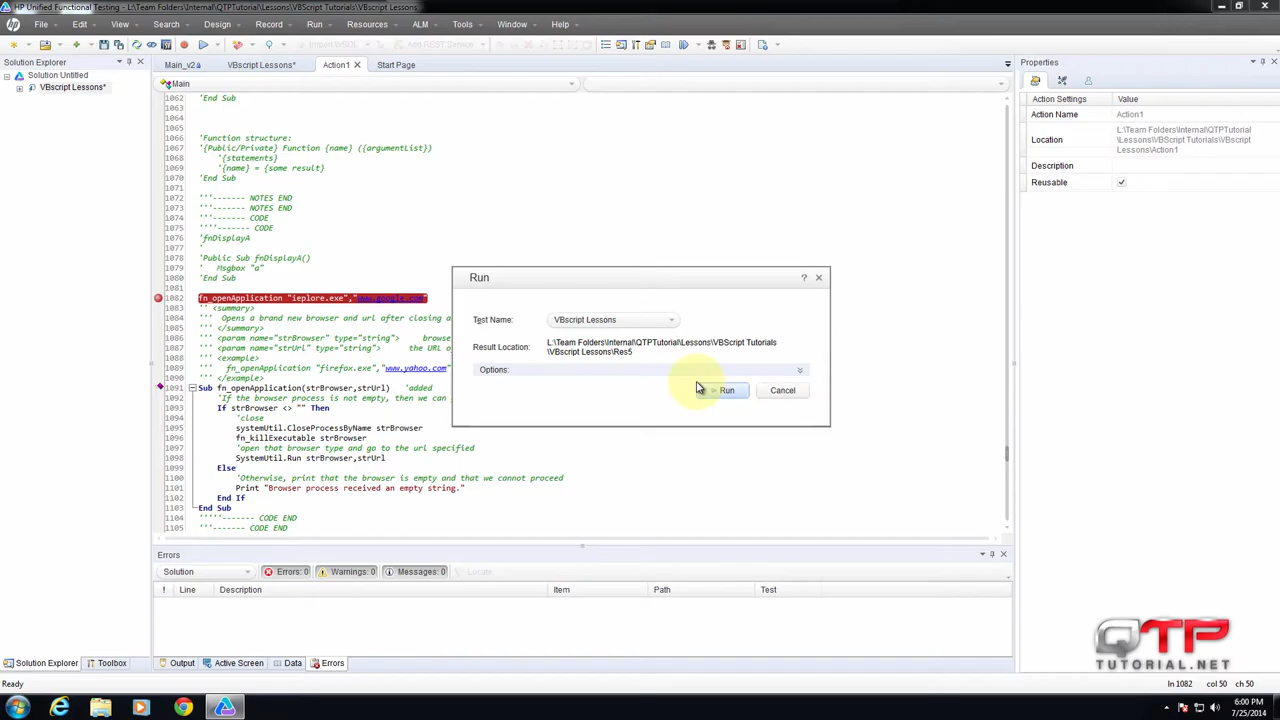 HP Unified Functional Testing - L:\Team Folders\Internal\QTPTutorial\Lessons\VBScript Tutorials\VBscript Lessons
File Edit View Search Design Record Run Resources ALM Tools Window Help
Import WSDL Add REST Service
Solution Explorer
Main_v2 VBscript Lessons* Action1 Start Page
Properties
Solution Untitled
VBscript Lessons*
Main
Action Settings Value
Action Name Action1
Location L:\Team Folders\Internal\QTPTutorial
\Lessons\VBScript Tutorials\VBscript
Lessons\Action1
Description
Reusable
1062 'End Sub
1063
1064
1065
1066 'Function structure:
1067 '{Public/Private} Function {name} ({argumentList})
1068 '{statements}
1069 '{name} = {some result}
1070 'End Sub
1071
1072 '''------- NOTES END
1073 '''------- NOTES END
1074 '''------- CODE
1075 ''''------- CODE
1076 'fnDisplayA
1077 '
1078 'Public Sub fnDisplayA()
1079 ' Msgbox "a"
1080 'End Sub
1081
1082 fn_openApplication "ieplore.exe","www.google.com"
1083 '' <summary>
1084 ''' Opens a brand new browser and url after closing a
1085 ''' </summary>
1086 ''' <param name="strBrowser" type="string"> browse
1087 ''' <param name="strUrl" type="string"> the URL o
1088 ''' <example>
1089 ''' fn_openApplication "firefox.exe","www.yahoo.com"
1090 ''' </example>
1091 Sub fn_openApplication(strBrowser,strUrl) 'added
1092 'If the browser process is not empty, then we can
1093 If strBrowser <> "" Then
1094 'close
1095 systemUtil.CloseProcessByName strBrowser
1096 fn_killExecutable strBrowser
1097 'open that browser type and go to the url specified
1098 SystemUtil.Run strBrowser,strUrl
1099 Else
1100 'Otherwise, print that the browser is empty and that we cannot proceed
1101 Print "Browser process received an empty string."
1102 End If
1103 End Sub
1104 '''''------- CODE END
1105 '''------- CODE END
Run
Test Name: VBscript Lessons
Result Location: L:\Team Folders\Internal\QTPTutorial\Lessons\VBScript Tutorials
\VBscript Lessons\Res5
Options:
Run Cancel
Errors
Solution Errors: 0 Warnings: 0 Messages: 0 Locate
! Line Description Item Path Test
QTP
TUTORIAL.NET
Solution Explorer Toolbox Output Active Screen Data Errors
Ready ln 1082 col 50 ch 50
6:00 PM
7/25/2014